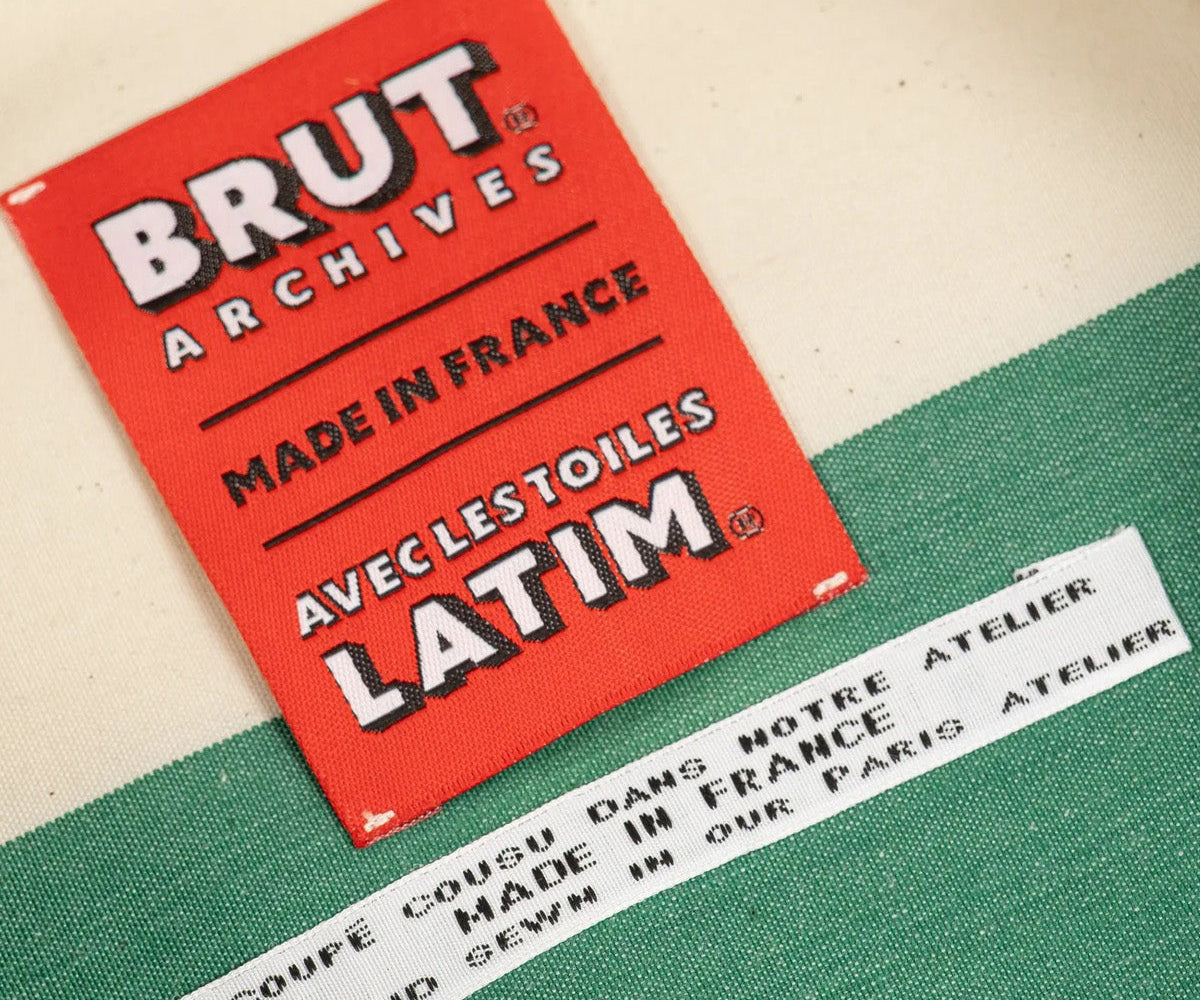 BRUT
ARCHIVES
MADE IN FRANCE
AVEC LES TOILES
LATIM
COUPÉ COUSU DANS NOTRE ATELIER
MADE IN FRANCE
SEWN IN OUR PARIS ATELIER